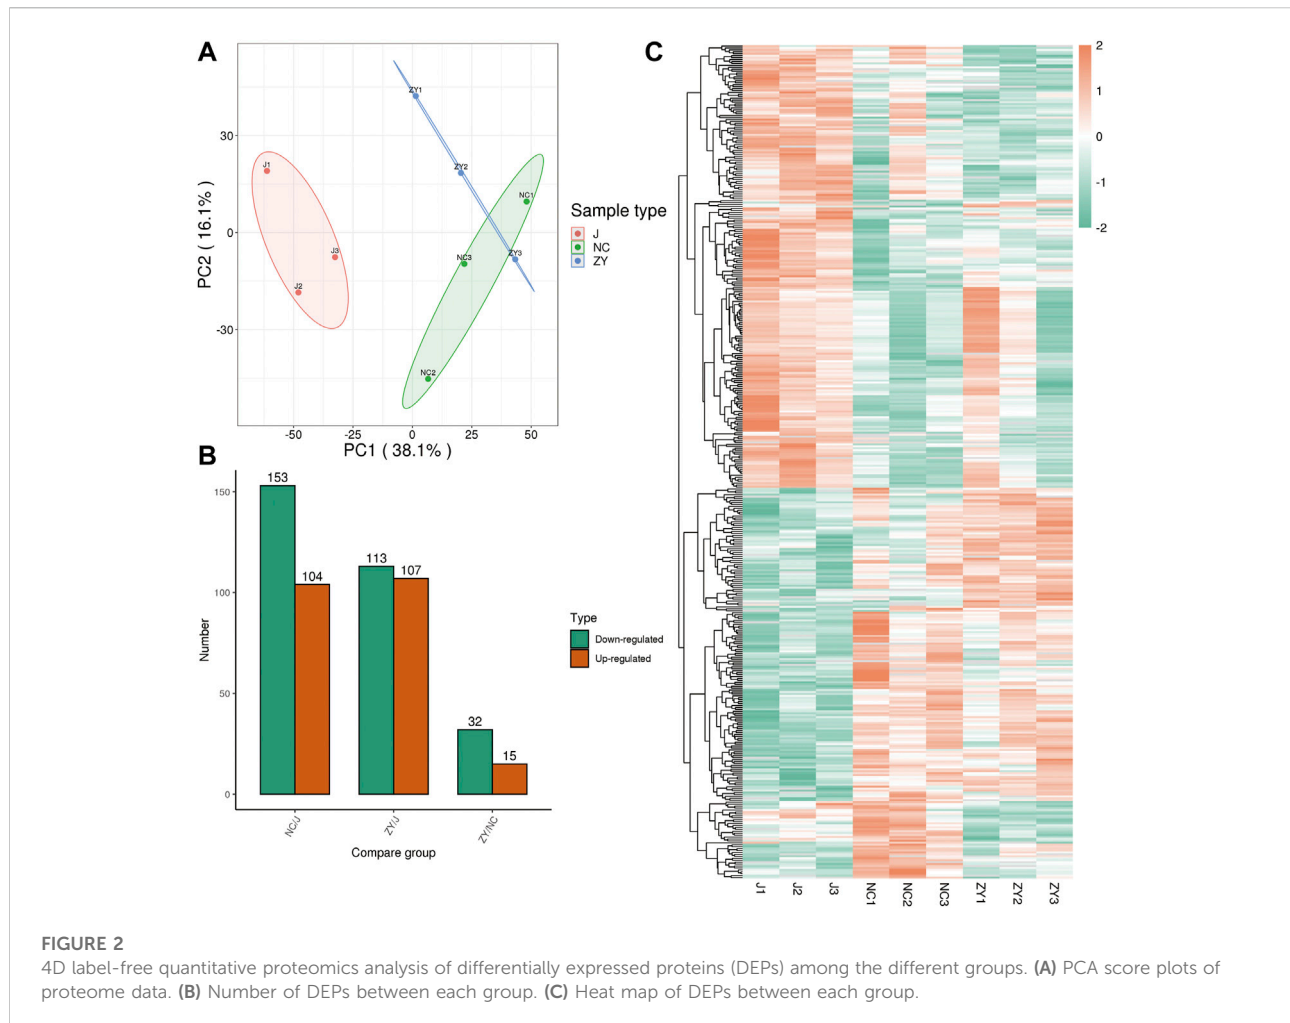 A
30
0
-30
-50
-25
0
25
50
PC2 ( 16.1% )
PC1 ( 38.1% )
ZY1
ZY2
NC1
ZY3
NC3
NC2
J1
J3
J2
Sample type
J
NC
ZY
B
150
100
50
0
Number
153
104
113
107
32
15
NC/J
ZY/J
ZY/NC
Compare group
Type
Down-regulated
Up-regulated
C
2
1
0
-1
-2
J1
J2
J3
NC1
NC2
NC3
ZY1
ZY2
ZY3
FIGURE 2
4D label-free quantitative proteomics analysis of differentially expressed proteins (DEPs) among the different groups. (A) PCA score plots of
proteome data. (B) Number of DEPs between each group. (C) Heat map of DEPs between each group.